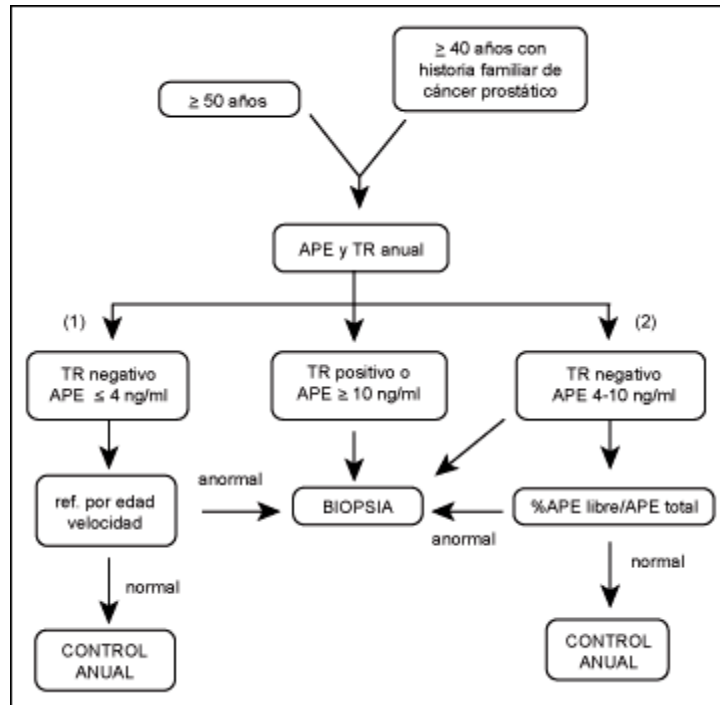 ≥ 50 años
≥ 40 años con
historia familiar de
cáncer prostático
APE y TR anual
(1)
(2)
TR negativo
APE ≤ 4 ng/ml
TR positivo o
APE ≥ 10 ng/ml
TR negativo
APE 4-10 ng/ml
ref. por edad
velocidad
anormal
BIOPSIA
anormal
%APE libre/APE total
normal
normal
CONTROL
ANUAL
CONTROL
ANUAL